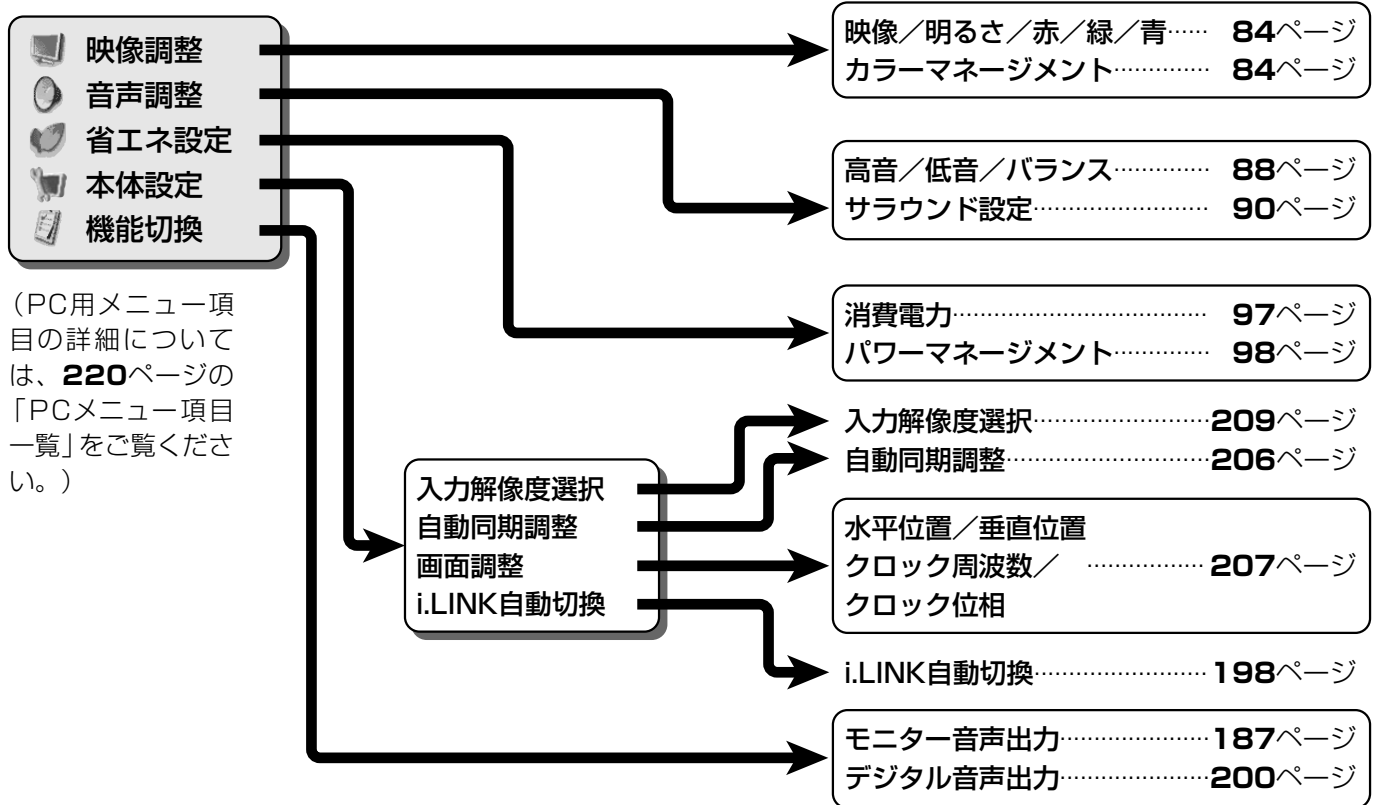 映像調整
音声調整
省エネ設定
本体設定
機能切換
（PC用メニュー項
目の詳細について
は、220ページの
「PCメニュー項目
一覧」をご覧くださ
い。）
入力解像度選択
自動同期調整
画面調整
i.LINK自動切換
映像／明るさ／赤／緑／青…… 84ページ
カラーマネージメント………… 84ページ
高音／低音／バランス………… 88ページ
サラウンド設定………………… 90ページ
消費電力………………………… 97ページ
パワーマネージメント………… 98ページ
入力解像度選択…………………209ページ
自動同期調整……………………206ページ
水平位置／垂直位置
クロック周波数／ ……………207ページ
クロック位相
i.LINK自動切換…………………198ページ
モニター音声出力………………187ページ
デジタル音声出力………………200ページ